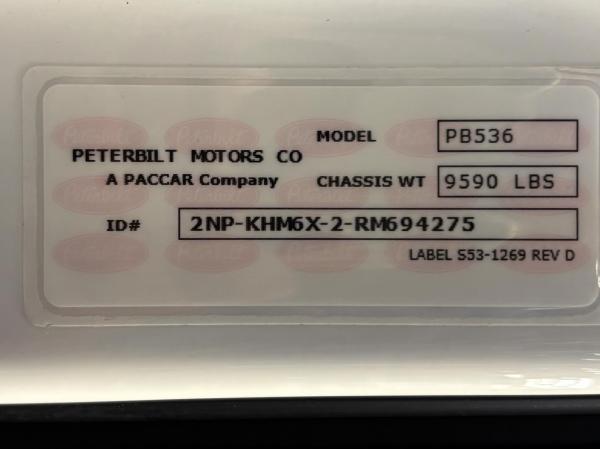 MODEL PB536
PETERBILT MOTORS CO
A PACCAR Company
CHASSIS WT 9590 LBS
ID# 2NP-KHM6X-2-RM694275
LABEL S53-1269 REV D